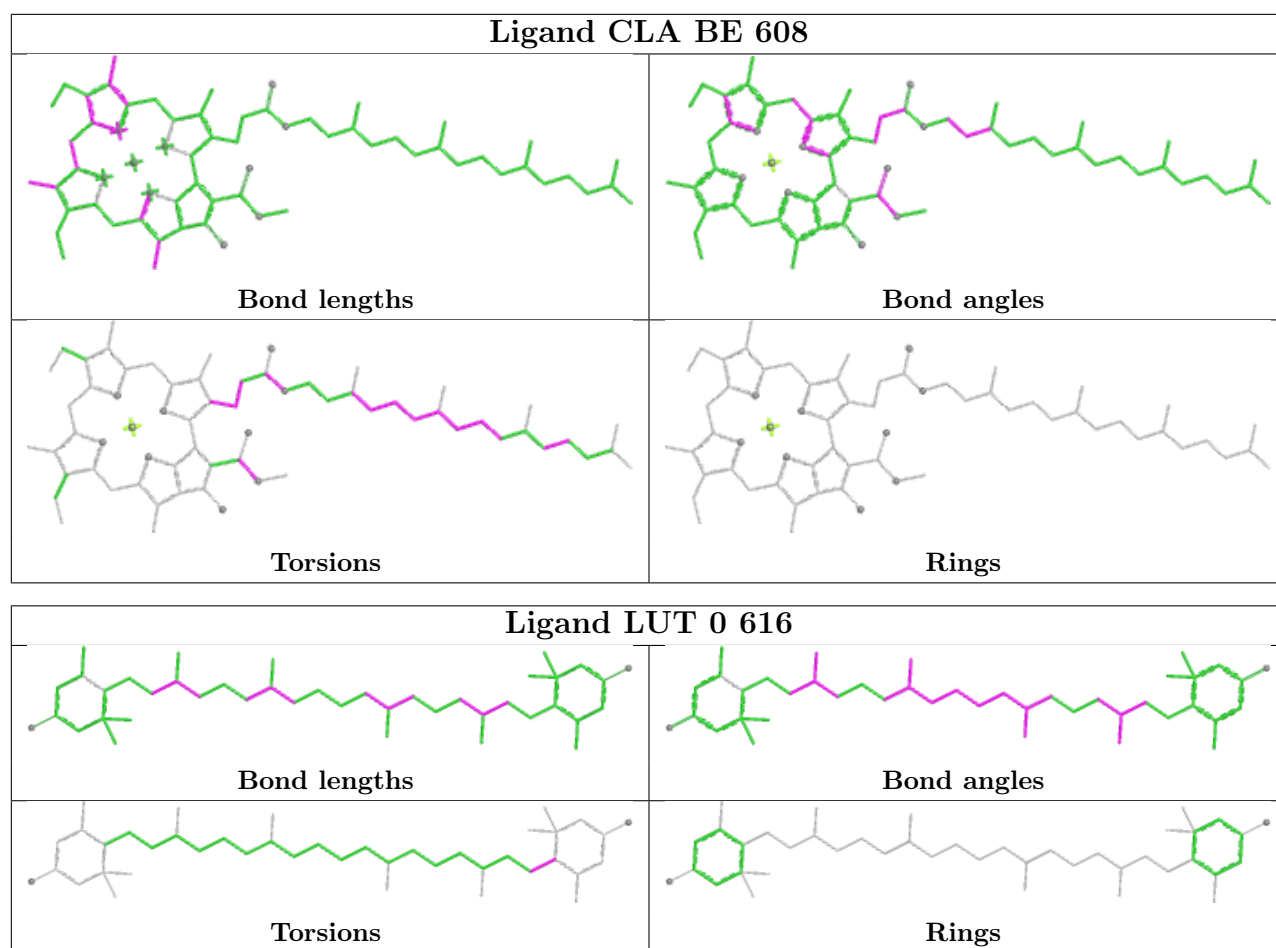 Ligand CLA BE 608
Bond lengths
Bond angles
Torsions
Rings
Ligand LUT 0 616
Bond lengths
Bond angles
Torsions
Rings